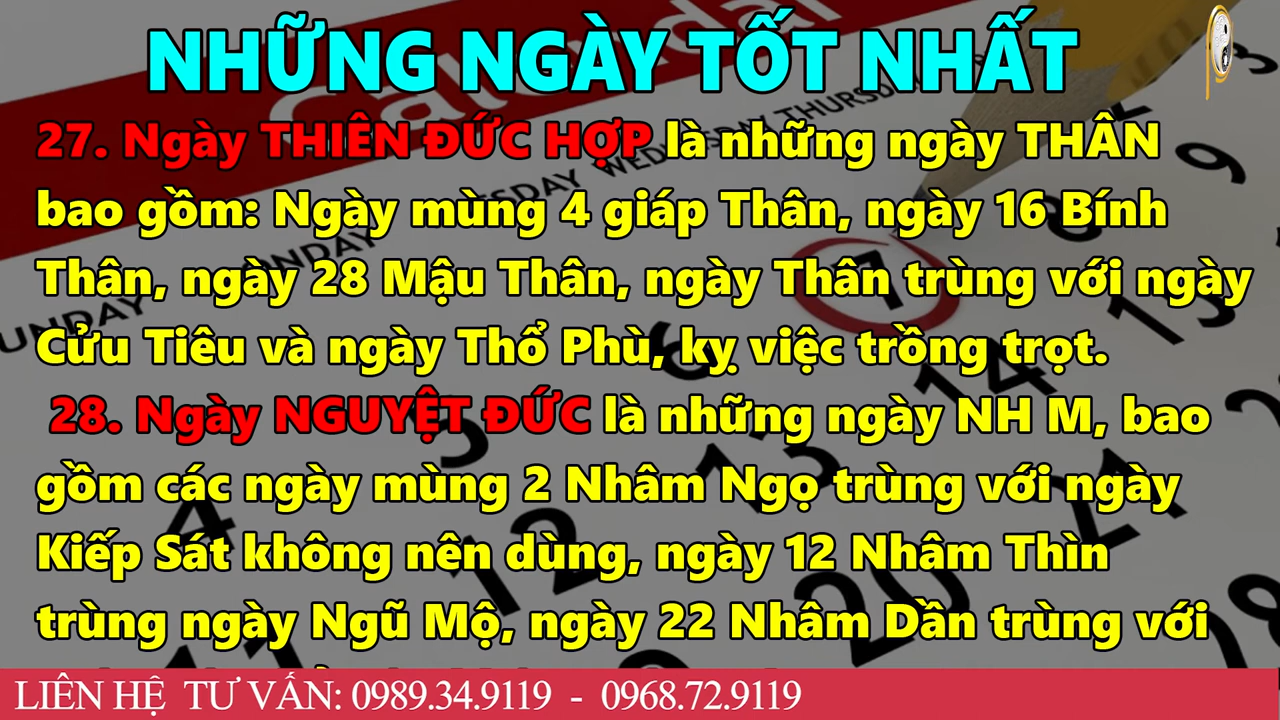 NHỮNG NGÀY TỐT NHẤT
27. Ngày THIÊN ĐỨC HỢP là những ngày THÂN
bao gồm: Ngày mùng 4 giáp Thân, ngày 16 Bính
Thân, ngày 28 Mậu Thân, ngày Thân trùng với ngày
Cửu Tiêu và ngày Thổ Phù, kỵ việc trồng trọt.
28. Ngày NGUYỆT ĐỨC là những ngày NH M, bao
gồm các ngày mùng 2 Nhâm Ngọ trùng với ngày
Kiếp Sát không nên dùng, ngày 12 Nhâm Thìn
trùng ngày Ngũ Mộ, ngày 22 Nhâm Dần trùng với
LIÊN HỆ TƯ VẤN: 0989.34.9119 - 0968.72.9119